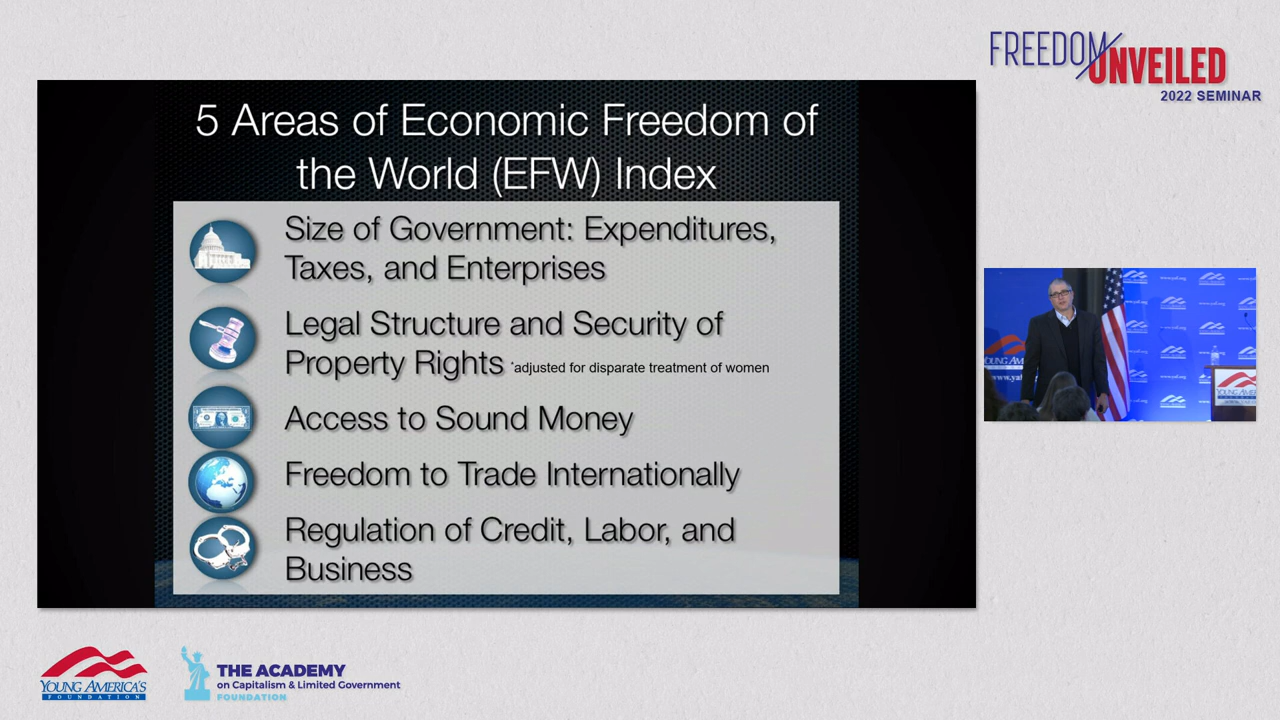 FREEDOM
UNVEILED
2022 SEMINAR
5 Areas of Economic Freedom of
the World (EFW) Index
Size of Government: Expenditures,
Taxes, and Enterprises
Legal Structure and Security of
Property Rights *adjusted for disparate treatment of women
Access to Sound Money
Freedom to Trade Internationally
Regulation of Credit, Labor, and
Business
YOUNG AMERICA'S
FOUNDATION
THE ACADEMY
on Capitalism & Limited Government
FOUNDATION